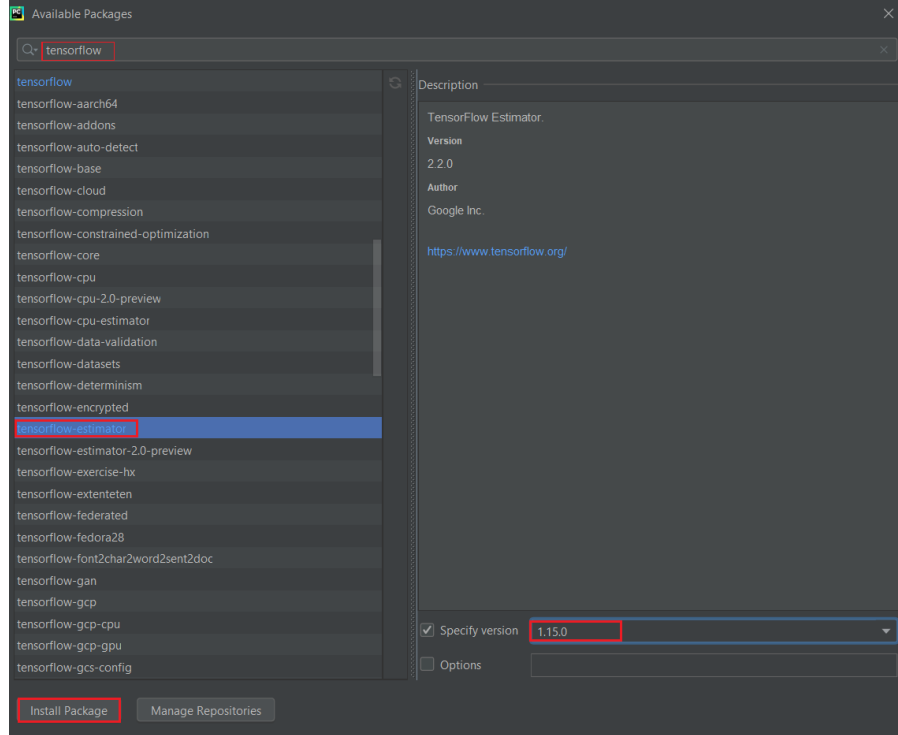 PC Available Packages
tensorflow
tensorflow
tensorflow-aarch64
tensorflow-addons
tensorflow-auto-detect
tensorflow-base
tensorflow-cloud
tensorflow-compression
tensorflow-constrained-optimization
tensorflow-core
tensorflow-cpu
tensorflow-cpu-2.0-preview
tensorflow-cpu-estimator
tensorflow-data-validation
tensorflow-datasets
tensorflow-determinism
tensorflow-encrypted
tensorflow-estimator
tensorflow-estimator-2.0-preview
tensorflow-exercise-hx
tensorflow-extenteten
tensorflow-federated
tensorflow-fedora28
tensorflow-font2char2word2sent2doc
tensorflow-gan
tensorflow-gcp
tensorflow-gcp-cpu
tensorflow-gcp-gpu
tensorflow-gcs-config
Description
TensorFlow Estimator.
Version
2.2.0
Author
Google Inc.
https://www.tensorflow.org/
Specify version 1.15.0
Options
Install Package Manage Repositories